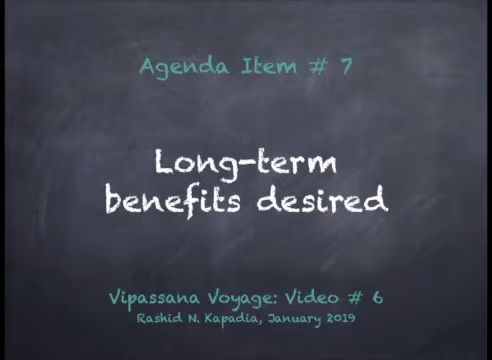 Agenda Item # 7
Long-term
benefits desired
Vipassana Voyage: Video # 6
Rashid N. Kapadia, January 2019